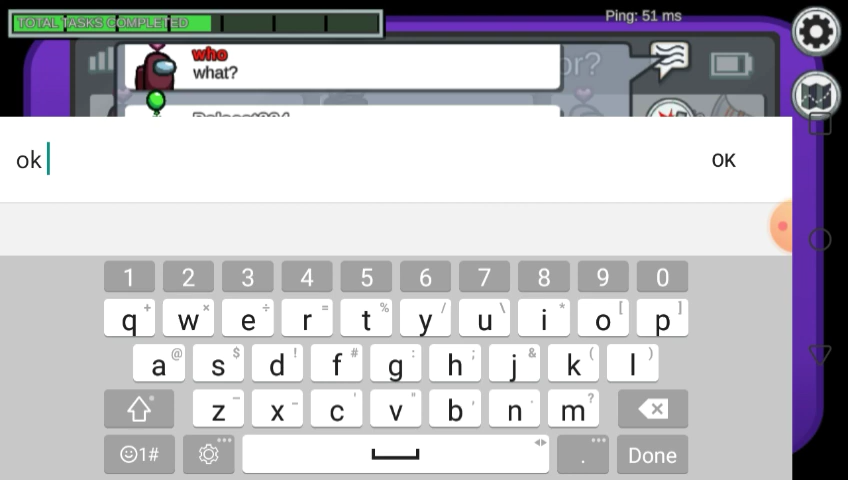 TOTAL TASKS COMPLETED
Ping: 51 ms
who
what?
or?
ok
OK
1 2 3 4 5 6 7 8 9 0
q + w × e ÷ r = t % y / u \ i * o [ p ]
a @ s $ d ! f # g : h ; j & k ( l )
z - x _ c ' v " b , n . m ?
1# . Done